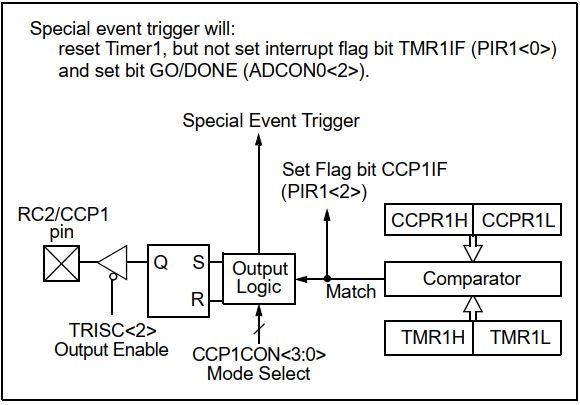 Special event trigger will:
reset Timer1, but not set interrupt flag bit TMR1IF (PIR1<0>)
and set bit GO/DONE (ADCON0<2>).
Special Event Trigger
Set Flag bit CCP1IF
(PIR1<2>)
RC2/CCP1
pin
CCPR1H CCPR1L
Q S
R
Output
Logic
Match
Comparator
TRISC<2>
Output Enable
CCP1CON<3:0>
Mode Select
TMR1H TMR1L